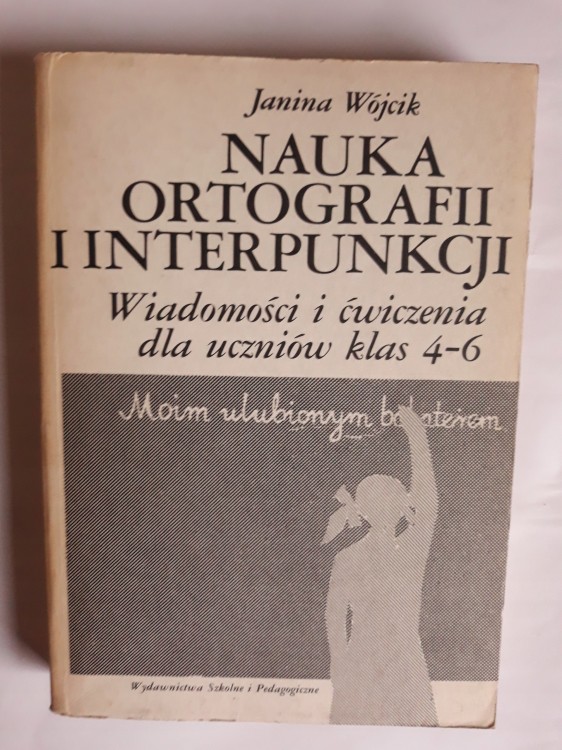 Janina Wójcik
NAUKA
ORTOGRAFII
I INTERPUNKCJI
Wiadomości i ćwiczenia
dla uczniów klas 4-6
Moim ulubionym bohaterem
Wydawnictwa Szkolne i Pedagogiczne